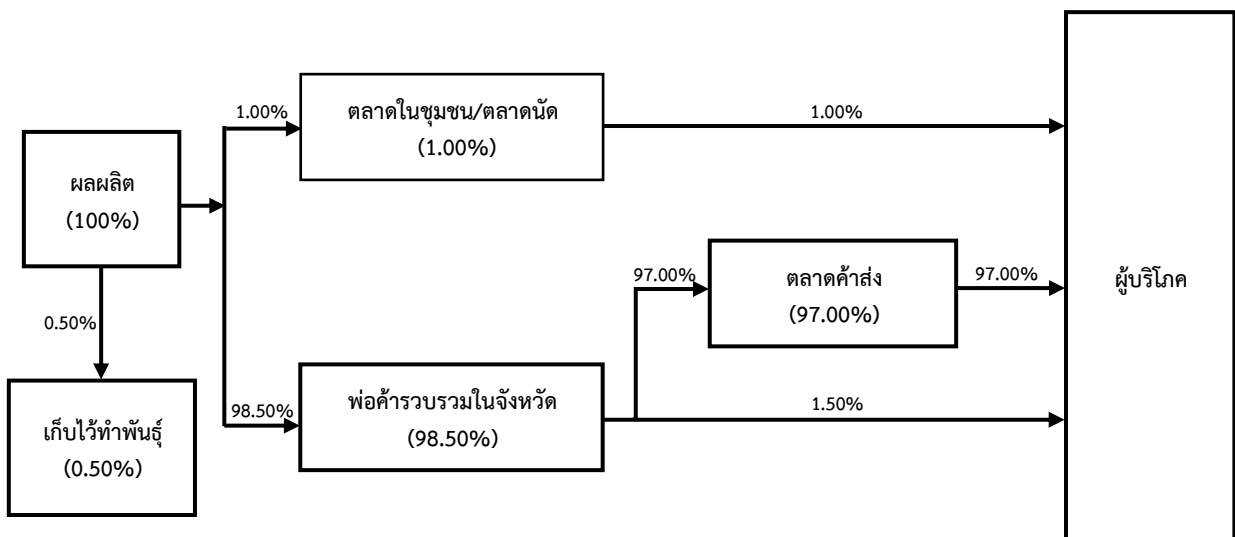 1.00%
ตลาดในชุมชน/ตลาดนัด
(1.00%)
1.00%
ผลผลิต
(100%)
0.50%
เก็บไว้ทำพันธุ์
(0.50%)
98.50%
พ่อค้ารวบรวมในจังหวัด
(98.50%)
97.00%
ตลาดค้าส่ง
(97.00%)
97.00%
1.50%
ผู้บริโภค